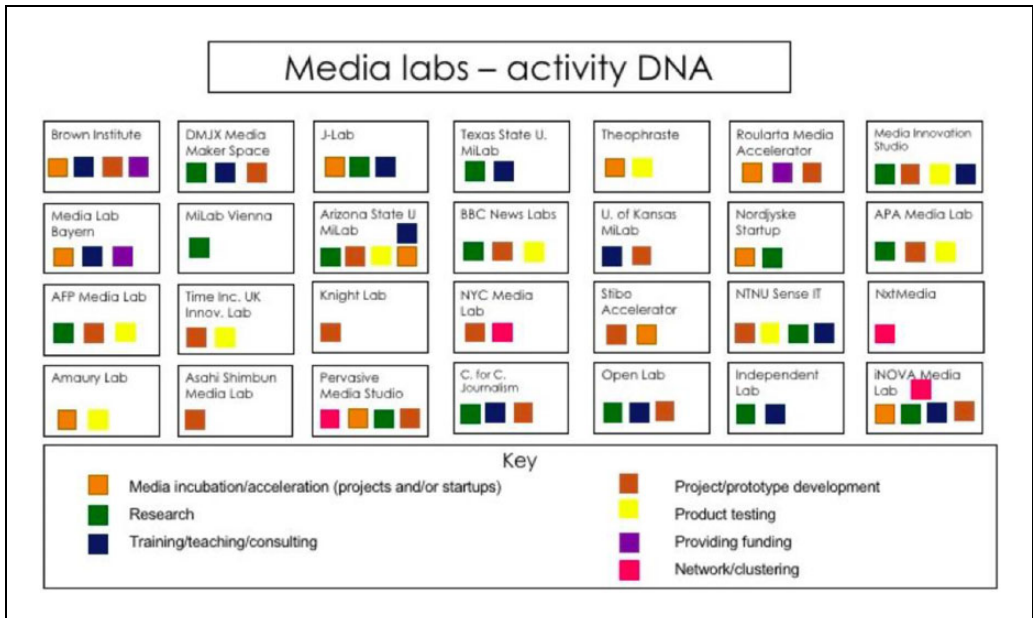 Media labs – activity DNA
Brown Institute
DMJX Media
Maker Space
J-Lab
Texas State U.
MiLab
Theophraste
Roularta Media
Accelerator
Media Innovation
Studio
Media Lab
Bayern
MiLab Vienna
Arizona State U
MiLab
BBC News Labs
U. of Kansas
MiLab
Nordjyske
Startup
APA Media Lab
AFP Media Lab
Time Inc. UK
Innov. Lab
Knight Lab
NYC Media
Lab
Stibo
Accelerator
NTNU Sense IT
NxtMedia
Amaury Lab
Asahi Shimbun
Media Lab
Pervasive
Media Studio
C. for C.
Journalism
Open Lab
Independent
Lab
iNOVA Media
Lab
Key
Media incubation/acceleration (projects and/or startups)
Research
Training/teaching/consulting
Project/prototype development
Product testing
Providing funding
Network/clustering